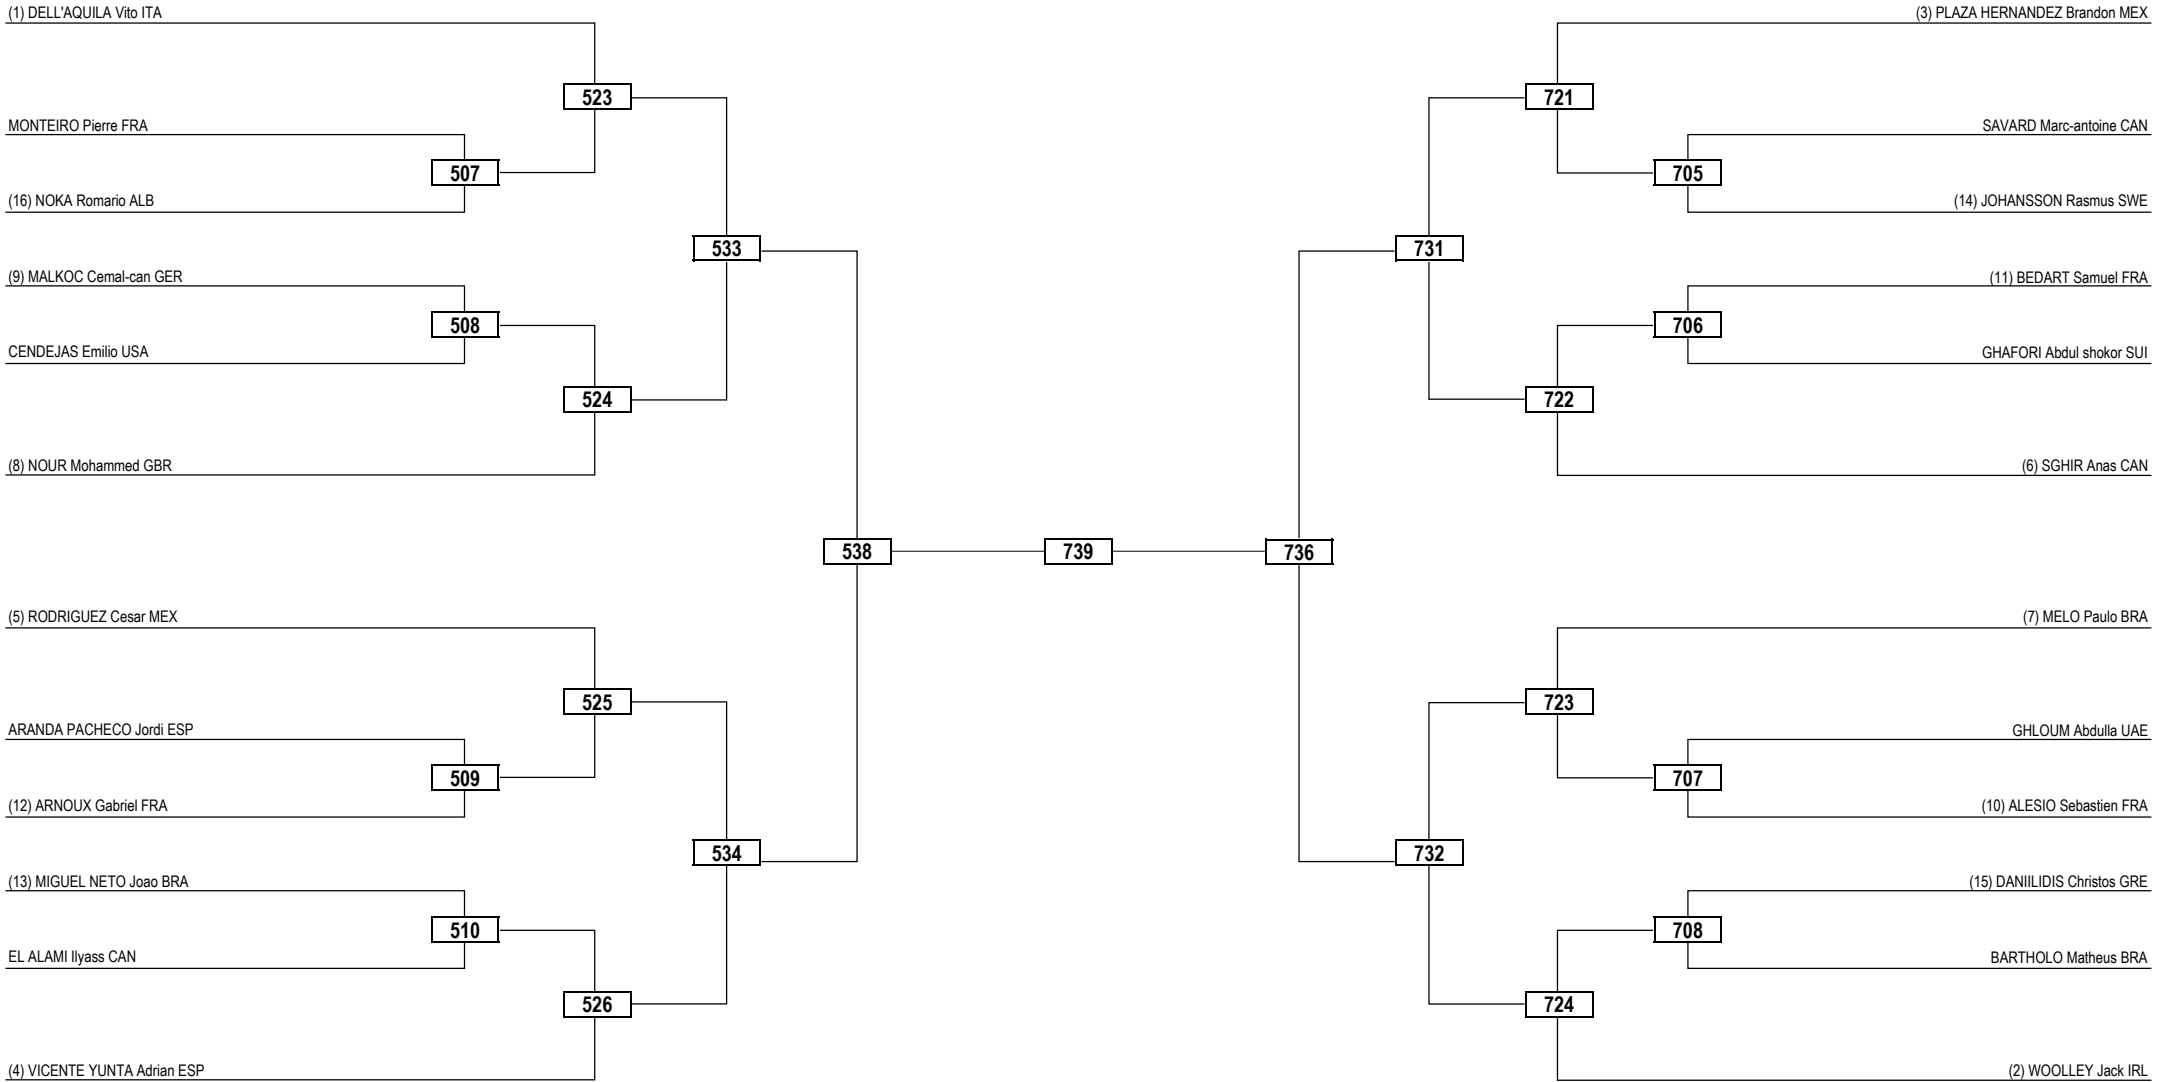 (1) DELL'AQUILA Vito ITA
(3) PLAZA HERNANDEZ Brandon MEX
523
721
MONTEIRO Pierre FRA
SAVARD Marc-antoine CAN
507
705
(16) NOKA Romario ALB
(14) JOHANSSON Rasmus SWE
533
731
(9) MALKOC Cemal-can GER
(11) BEDART Samuel FRA
508
706
CENDEJAS Emilio USA
GHAFORI Abdul shokor SUI
524
722
(8) NOUR Mohammed GBR
(6) SGHIR Anas CAN
538
739
736
(5) RODRIGUEZ Cesar MEX
(7) MELO Paulo BRA
525
723
ARANDA PACHECO Jordi ESP
GHLOUM Abdulla UAE
509
707
(12) ARNOUX Gabriel FRA
(10) ALESIO Sebastien FRA
534
732
(13) MIGUEL NETO Joao BRA
(15) DANIILIDIS Christos GRE
510
708
EL ALAMI Ilyass CAN
BARTHOLO Matheus BRA
526
724
(4) VICENTE YUNTA Adrian ESP
(2) WOOLLEY Jack IRL